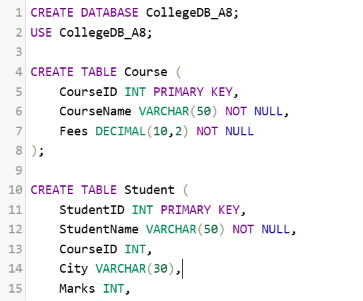 1 CREATE DATABASE CollegeDB_A8;
2 USE CollegeDB_A8;
3
4 CREATE TABLE Course (
5     CourseID INT PRIMARY KEY,
6     CourseName VARCHAR(50) NOT NULL,
7     Fees DECIMAL(10,2) NOT NULL
8 );
9
10 CREATE TABLE Student (
11     StudentID INT PRIMARY KEY,
12     StudentName VARCHAR(50) NOT NULL,
13     CourseID INT,
14     City VARCHAR(30),
15     Marks INT,